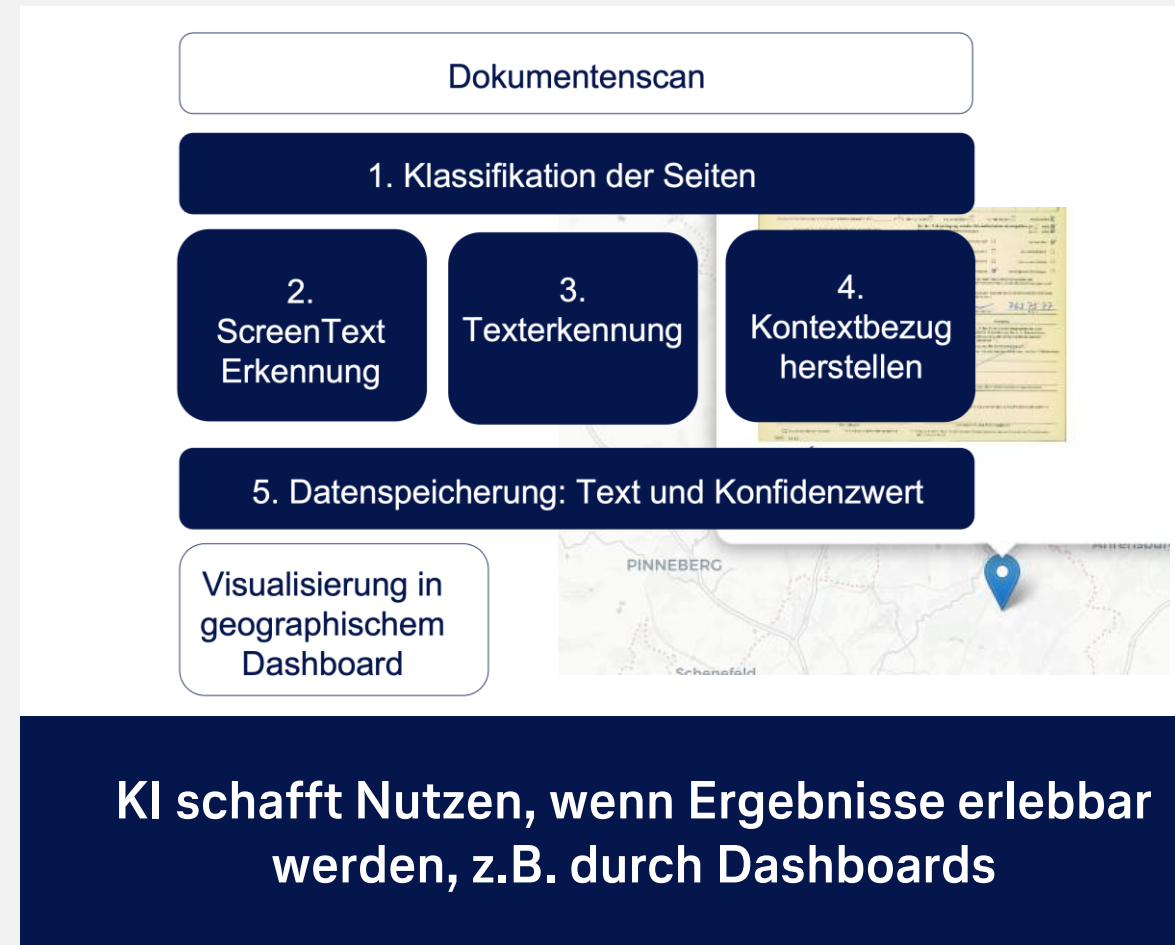 Dokumentenscan
1. Klassifikation der Seiten
2.
ScreenText
Erkennung
3.
Texterkennung
4.
Kontextbezug
herstellen
5. Datenspeicherung: Text und Konfidenzwert
Visualisierung in
geographischem
Dashboard
PINNEBERG
Schenefeld
KI schafft Nutzen, wenn Ergebnisse erlebbar
werden, z.B. durch Dashboards